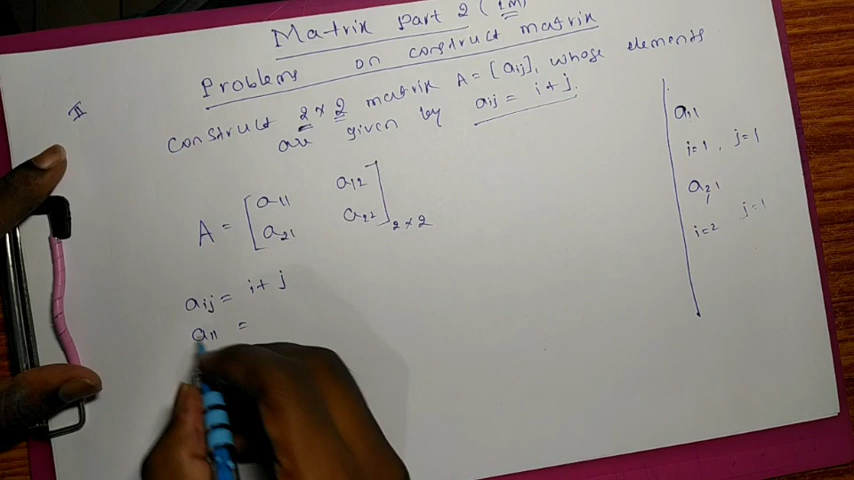 Matrix Part 2 (1M)
Problems on construct matrix
II
Construct 2×2 matrix A = [aij], whose elements
are given by aij = i + j.
A = [a11 a12
a21 a22]2×2
aij = i + j
a11 =
a11
i=1, j=1
a21
i=2 j=1